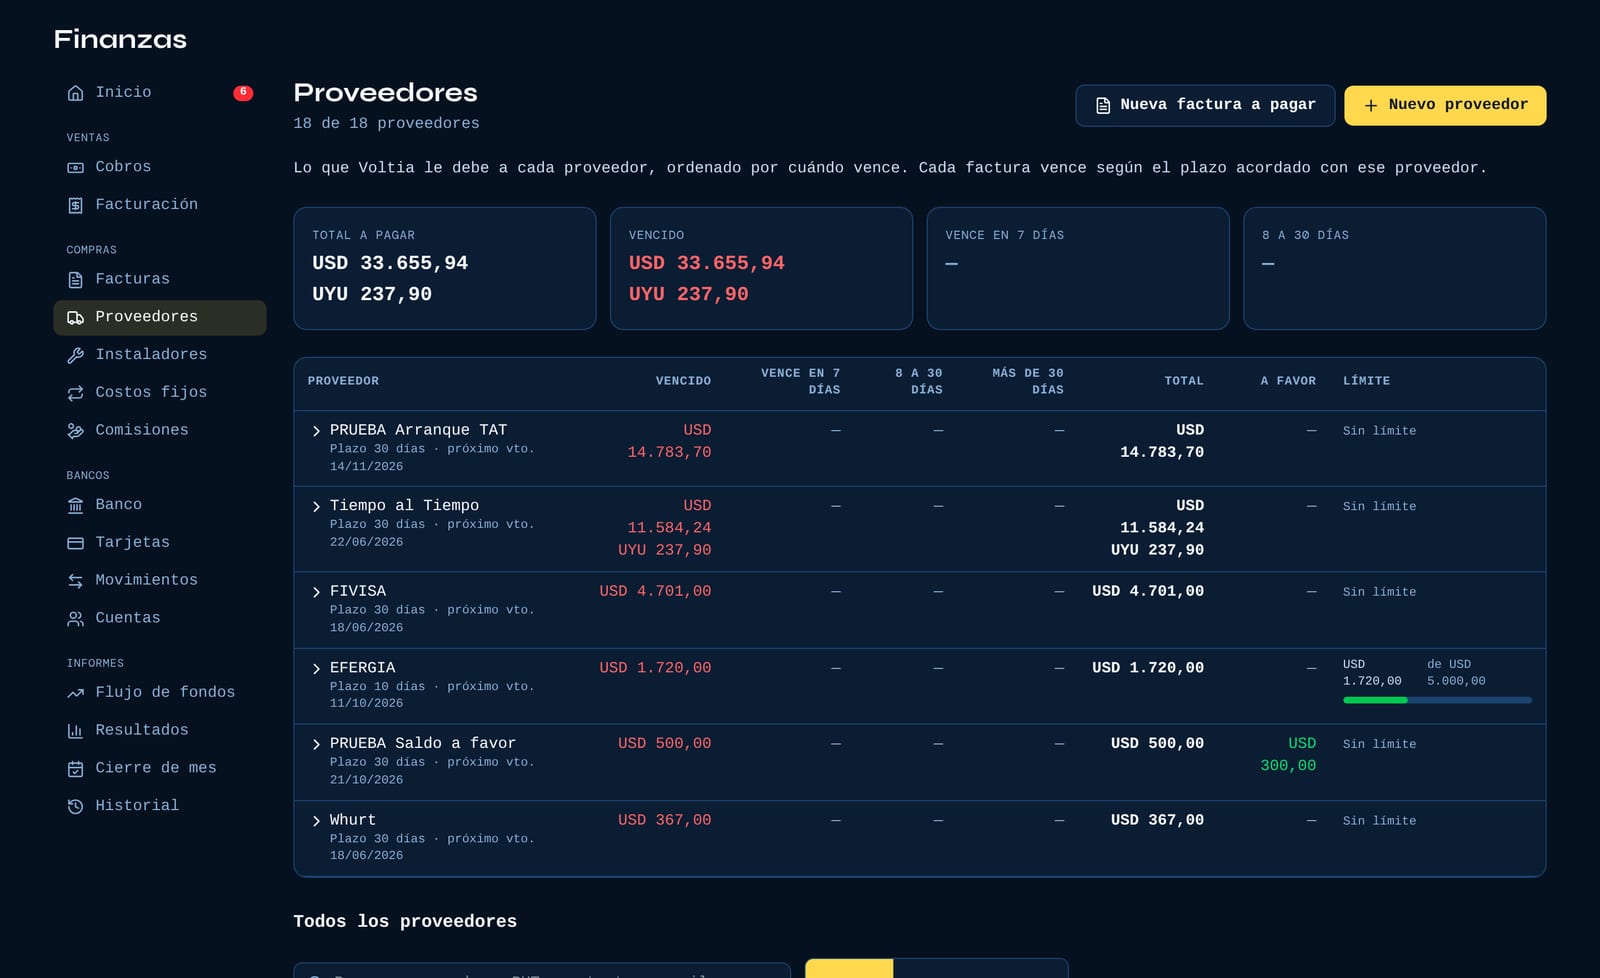 Finanzas
Inicio 6
VENTAS
Cobros
Facturación
COMPRAS
Facturas
Proveedores
Instaladores
Costos fijos
Comisiones
BANCOS
Banco
Tarjetas
Movimientos
Cuentas
INFORMES
Flujo de fondos
Resultados
Cierre de mes
Historial
Proveedores
18 de 18 proveedores
Nueva factura a pagar
Nuevo proveedor
Lo que Voltia le debe a cada proveedor, ordenado por cuándo vence. Cada factura vence según el plazo acordado con ese proveedor.
TOTAL A PAGAR
USD 33.655,94
UYU 237,90
VENCIDO
USD 33.655,94
UYU 237,90
VENCE EN 7 DÍAS
—
8 A 30 DÍAS
—
PROVEEDOR VENCIDO VENCE EN 7 DÍAS 8 A 30 DÍAS MÁS DE 30 DÍAS TOTAL A FAVOR LÍMITE
PRUEBA Arranque TAT
Plazo 30 días · próximo vto.
14/11/2026
USD
14.783,70
— — —
USD
14.783,70
— Sin límite
Tiempo al Tiempo
Plazo 30 días · próximo vto.
22/06/2026
USD
11.584,24
UYU 237,90
— — —
USD
11.584,24
UYU 237,90
— Sin límite
FIVISA
Plazo 30 días · próximo vto.
18/06/2026
USD 4.701,00 — — — USD 4.701,00 — Sin límite
EFERGIA
Plazo 10 días · próximo vto.
11/10/2026
USD 1.720,00 — — — USD 1.720,00 —
USD
1.720,00
de USD
5.000,00
PRUEBA Saldo a favor
Plazo 30 días · próximo vto.
21/10/2026
USD 500,00 — — — USD 500,00
USD
300,00
Sin límite
Whurt
Plazo 30 días · próximo vto.
18/06/2026
USD 367,00 — — — USD 367,00 — Sin límite
Todos los proveedores